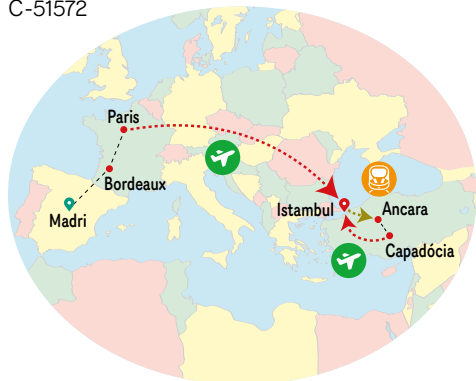 C-51572
Paris
Bordeaux
Madri
Istambul
Ancara
Capadócia